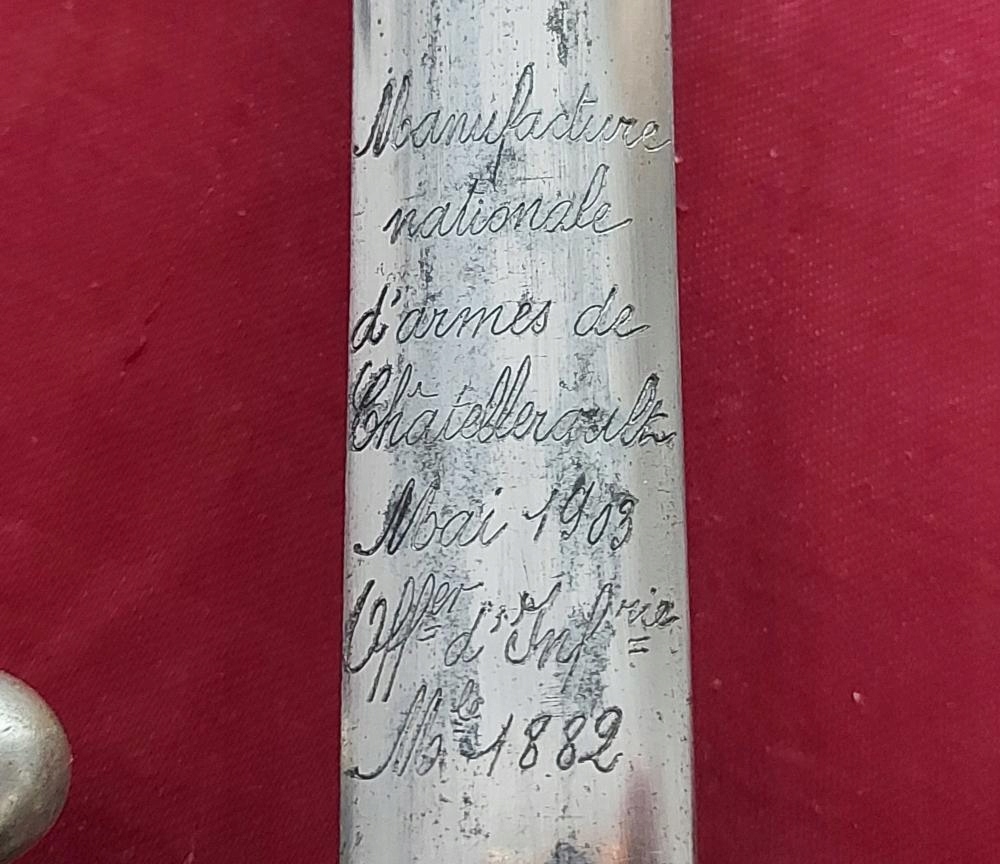 Manufacture
nationale
d'armes de
Châtellerault
Mai 1903
Offer d'Infrie
Mle 1882